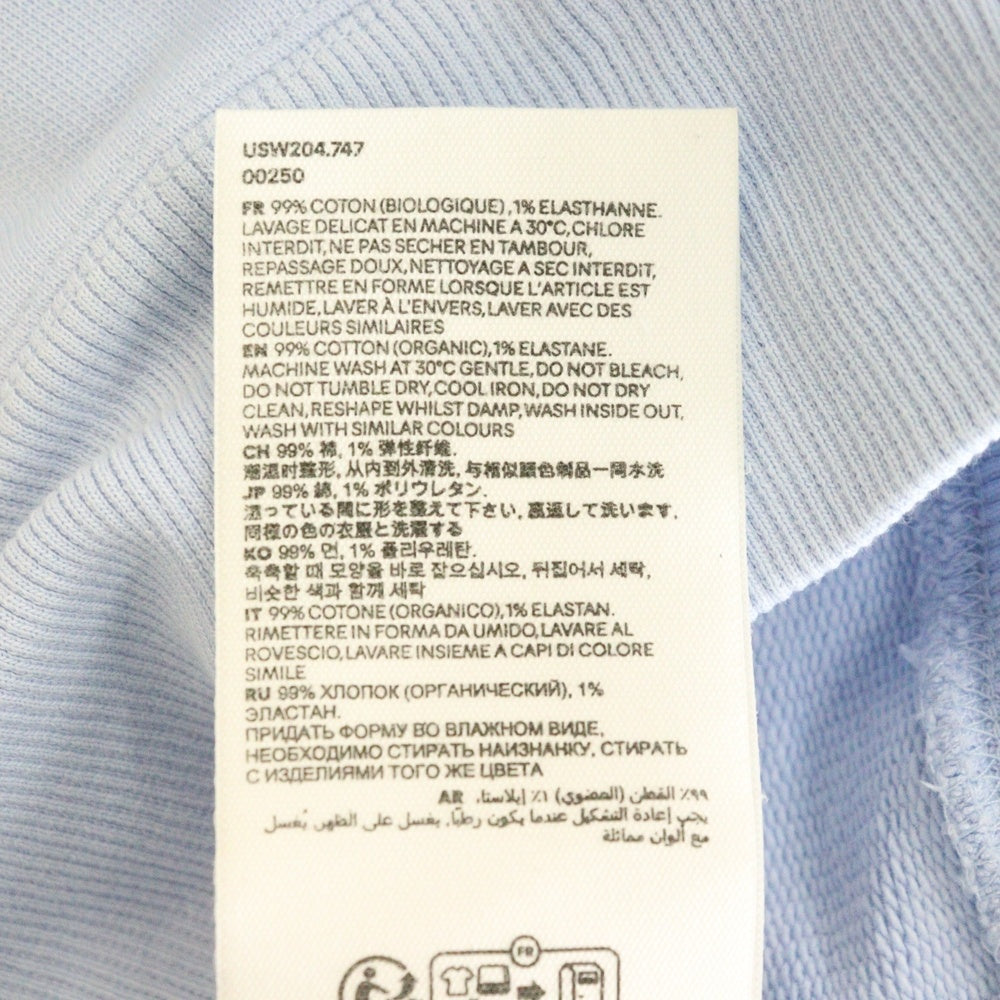 USW204.747
00250
FR 99% COTON (BIOLOGIQUE),1% ELASTHANNE.
LAVAGE DELICAT EN MACHINE A 30°C,CHLORE
INTERDIT,NE PAS SECHER EN TAMBOUR,
REPASSAGE DOUX,NETTOYAGE A SEC INTERDIT,
REMETTRE EN FORME LORSQUE L'ARTICLE EST
HUMIDE,LAVER À L'ENVERS,LAVER AVEC DES
COULEURS SIMILAIRES
EN 99% COTTON (ORGANIC),1% ELASTANE.
MACHINE WASH AT 30°C GENTLE,DO NOT BLEACH,
DO NOT TUMBLE DRY,COOL IRON,DO NOT DRY
CLEAN,RESHAPE WHILST DAMP,WASH INSIDE OUT,
WASH WITH SIMILAR COLOURS
CH 99% 棉, 1% 弹性纤维.
潮湿时整形, 从内到外清洗, 与相似颜色制品一同水洗
JP 99% 綿, 1% ポリウレタン.
湿っている間に形を整えて下さい, 裏返して洗います,
同様の色の衣服と洗濯する
KO 99% 면, 1% 폴리우레탄.
축축할 때 모양을 바로 잡으십시오, 뒤집어서 세탁,
비슷한 색과 함께 세탁
IT 99% COTONE (ORGANICO),1% ELASTAN.
RIMETTERE IN FORMA DA UMIDO,LAVARE AL
ROVESCIO,LAVARE INSIEME A CAPI DI COLORE
SIMILE
RU 99% ХЛОПОК (ОРГАНИЧЕСКИЙ), 1%
ЭЛАСТАН.
ПРИДАТЬ ФОРМУ ВО ВЛАЖНОМ ВИДЕ,
НЕОБХОДИМО СТИРАТЬ НАИЗНАНКУ, СТИРАТЬ
С ИЗДЕЛИЯМИ ТОГО ЖЕ ЦВЕТА
AR ٩٩٪ القطن (العضوي) ١٪ إيلاستا.
يجب إعادة التشكيل عندما يكون رطبًا, يغسل على الظهر, يُغسل
مع ألوان مماثلة
FR